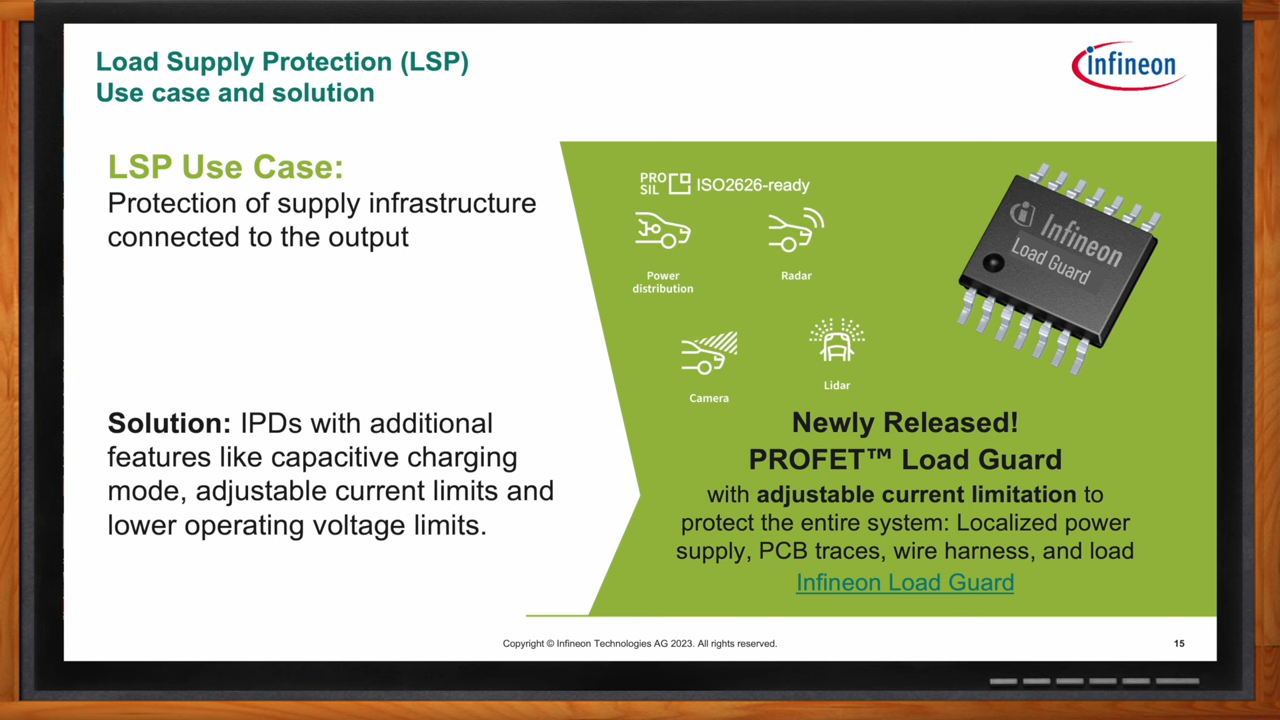 Load Supply Protection (LSP)
Use case and solution
infineon
LSP Use Case:
Protection of supply infrastructure
connected to the output
Solution: IPDs with additional
features like capacitive charging
mode, adjustable current limits and
lower operating voltage limits.
PRO
SIL
ISO2626-ready
Power
distribution
Radar
Camera
Lidar
Infineon
Load Guard
Newly Released!
PROFET™ Load Guard
with adjustable current limitation to
protect the entire system: Localized power
supply, PCB traces, wire harness, and load
Infineon Load Guard
Copyright © Infineon Technologies AG 2023. All rights reserved.
15